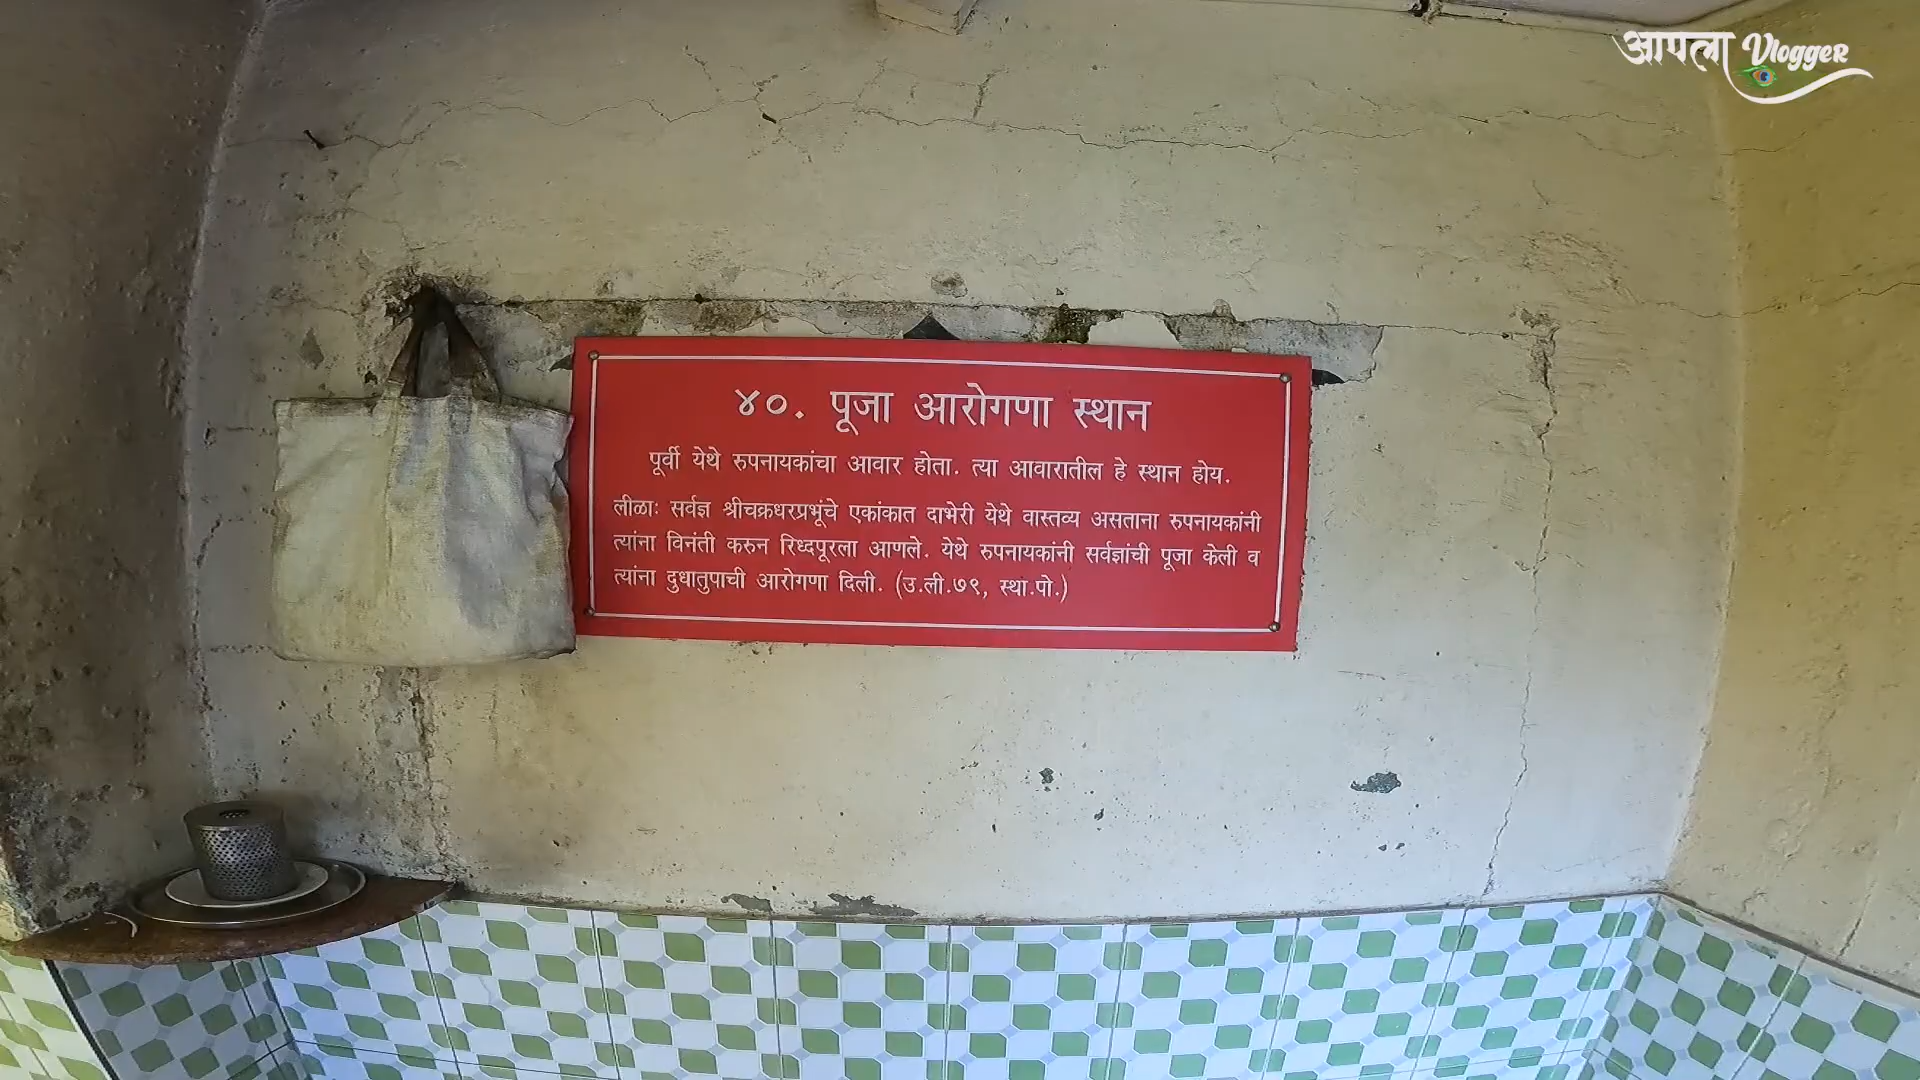 आपला Vlogger
४०. पूजा आरोगणा स्थान
पूर्वी येथे रुपनायकांचा आवार होता. त्या आवारातील हे स्थान होय.
लीळाः सर्वज्ञ श्रीचक्रधरप्रभूंचे एकांकात दाभेरी येथे वास्तव्य असताना रुपनायकांनी
त्यांना विनंती करुन रिध्दपूरला आणले. येथे रुपनायकांनी सर्वज्ञांची पूजा केली व
त्यांना दुधातुपाची आरोगणा दिली. (उ.ली.७९, स्था.पो.)